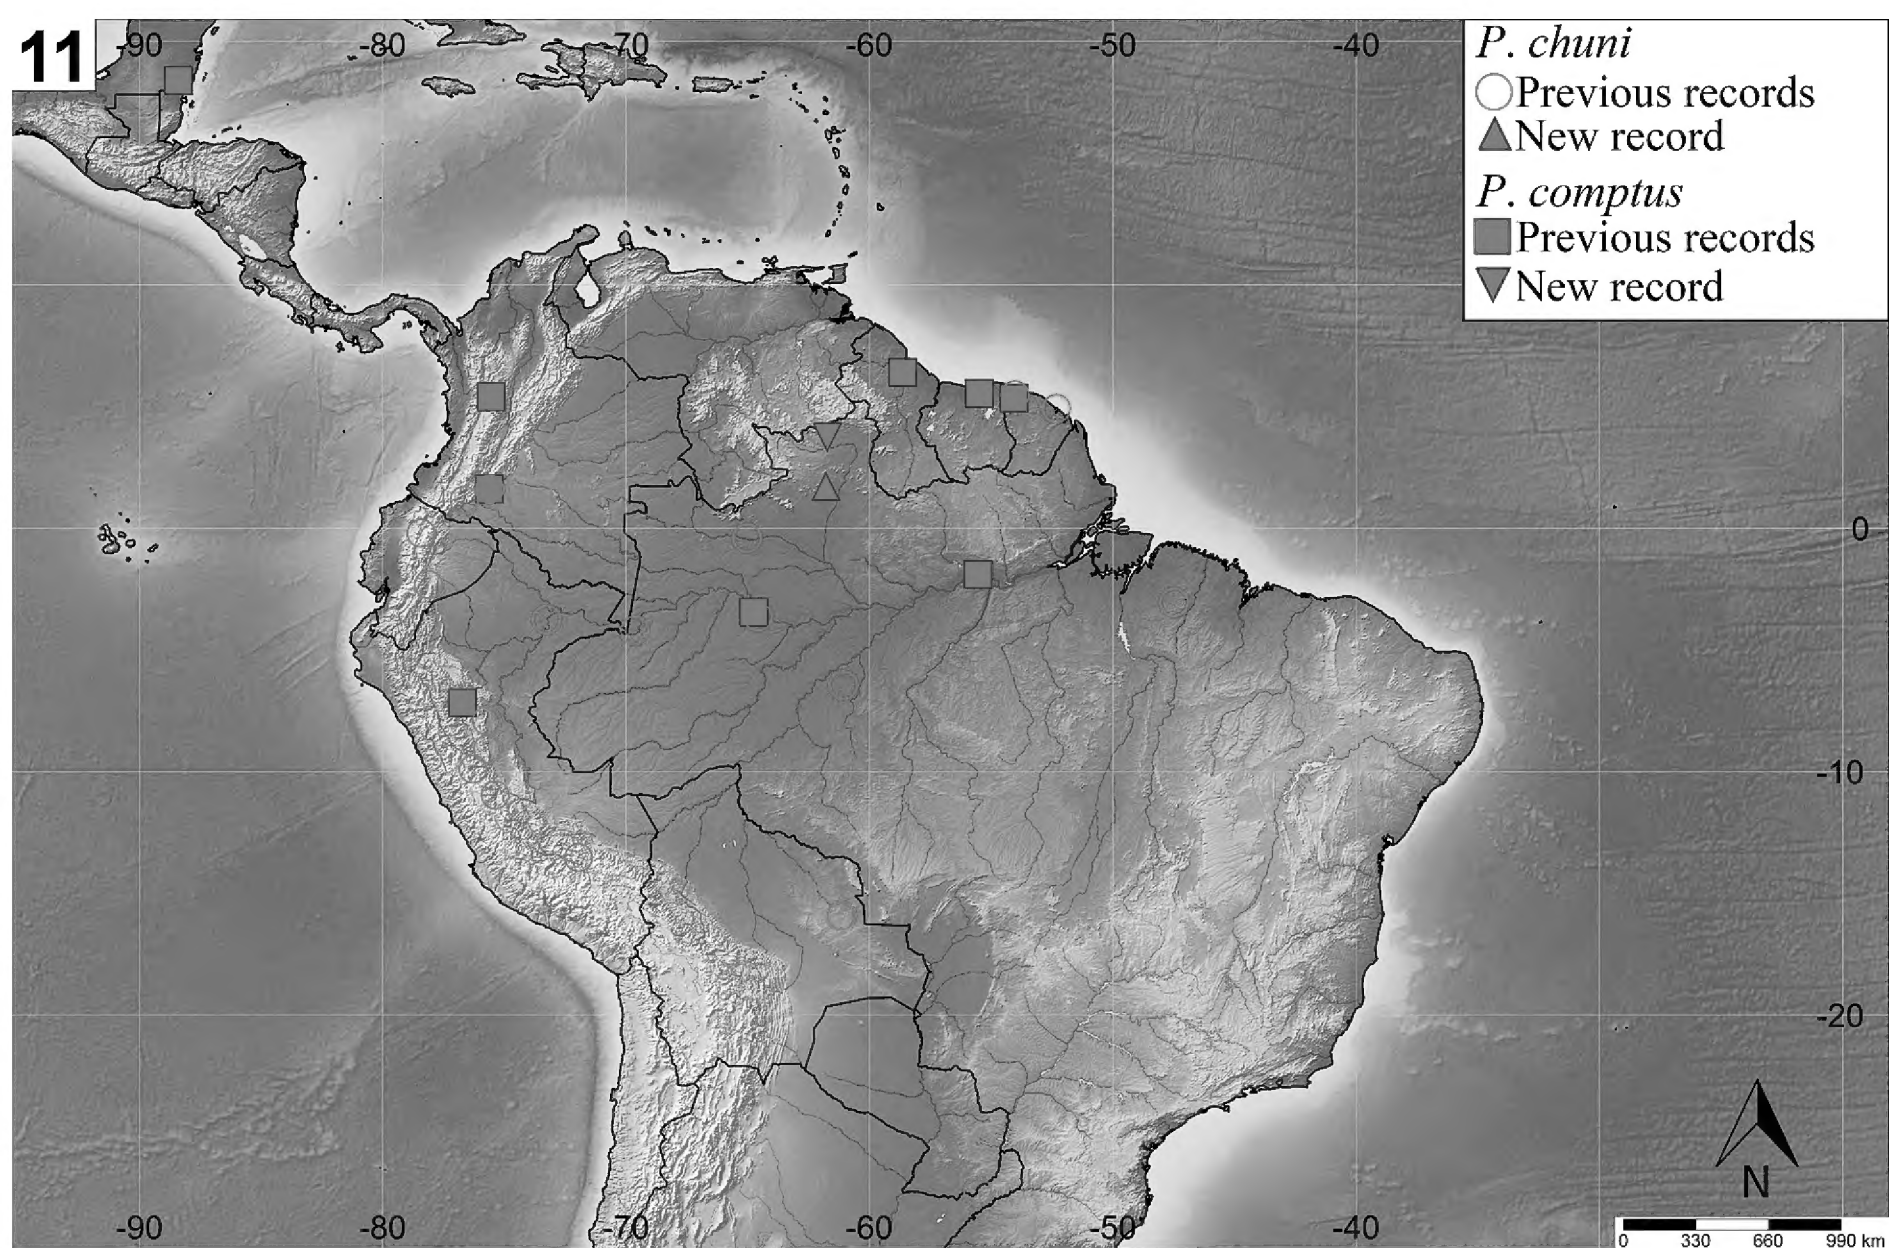 11
-90 -80 -70 -60 -50 -40
P. chuni
Previous records
New record
P. comptus
Previous records
New record
0
-10
-20
N
-90 -80 -70 -60 -50 -40
0 330 660 990 km